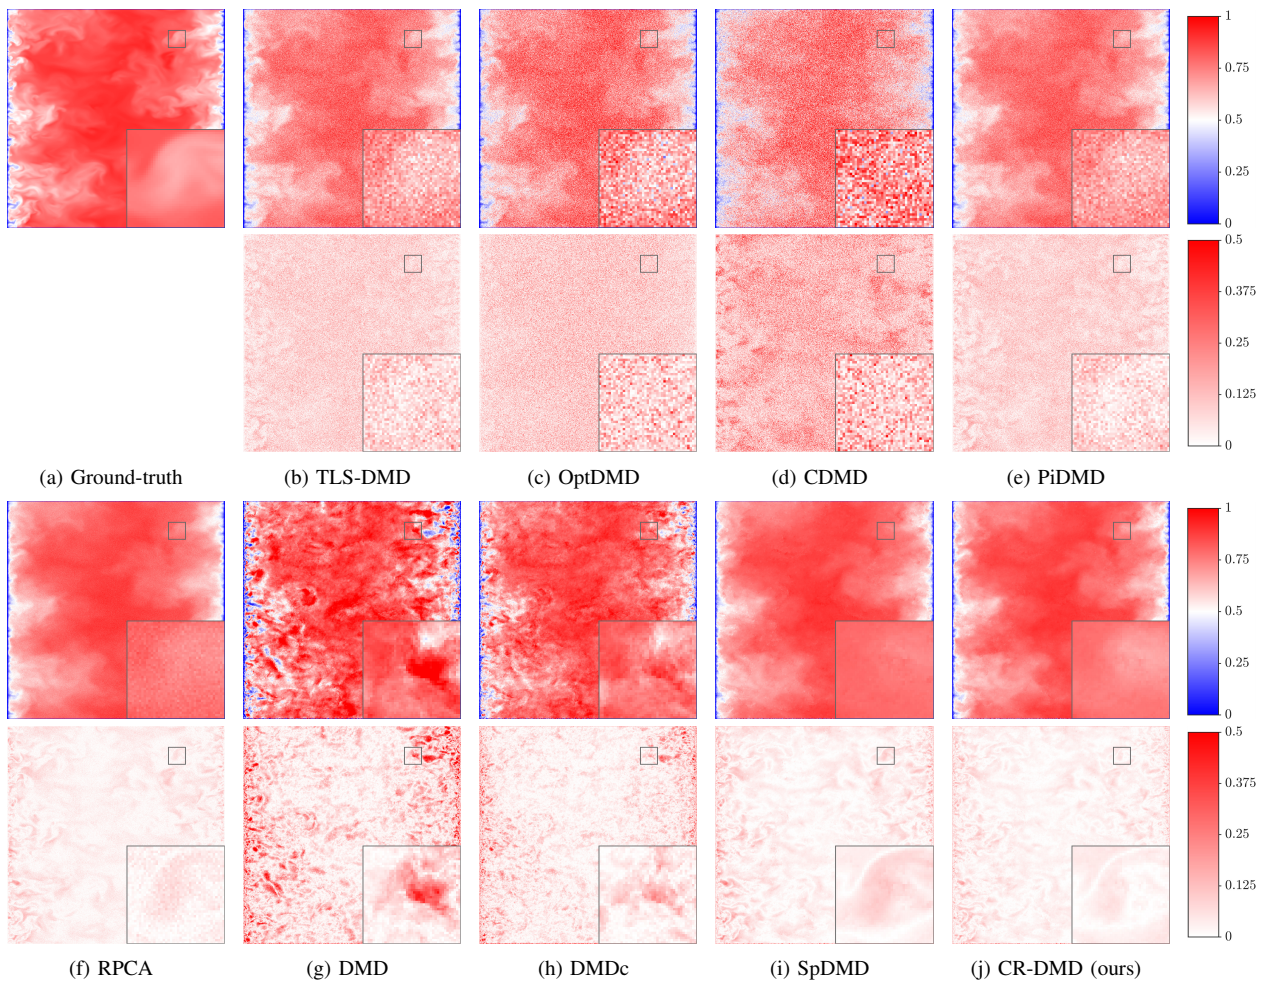 1
0.75
0.5
0.25
0
0.5
0.375
0.25
0.125
0
(a) Ground-truth
(b) TLS-DMD
(c) OptDMD
(d) CDMD
(e) PiDMD
1
0.75
0.5
0.25
0
0.5
0.375
0.25
0.125
0
(f) RPCA
(g) DMD
(h) DMDc
(i) SpDMD
(j) CR-DMD (ours)